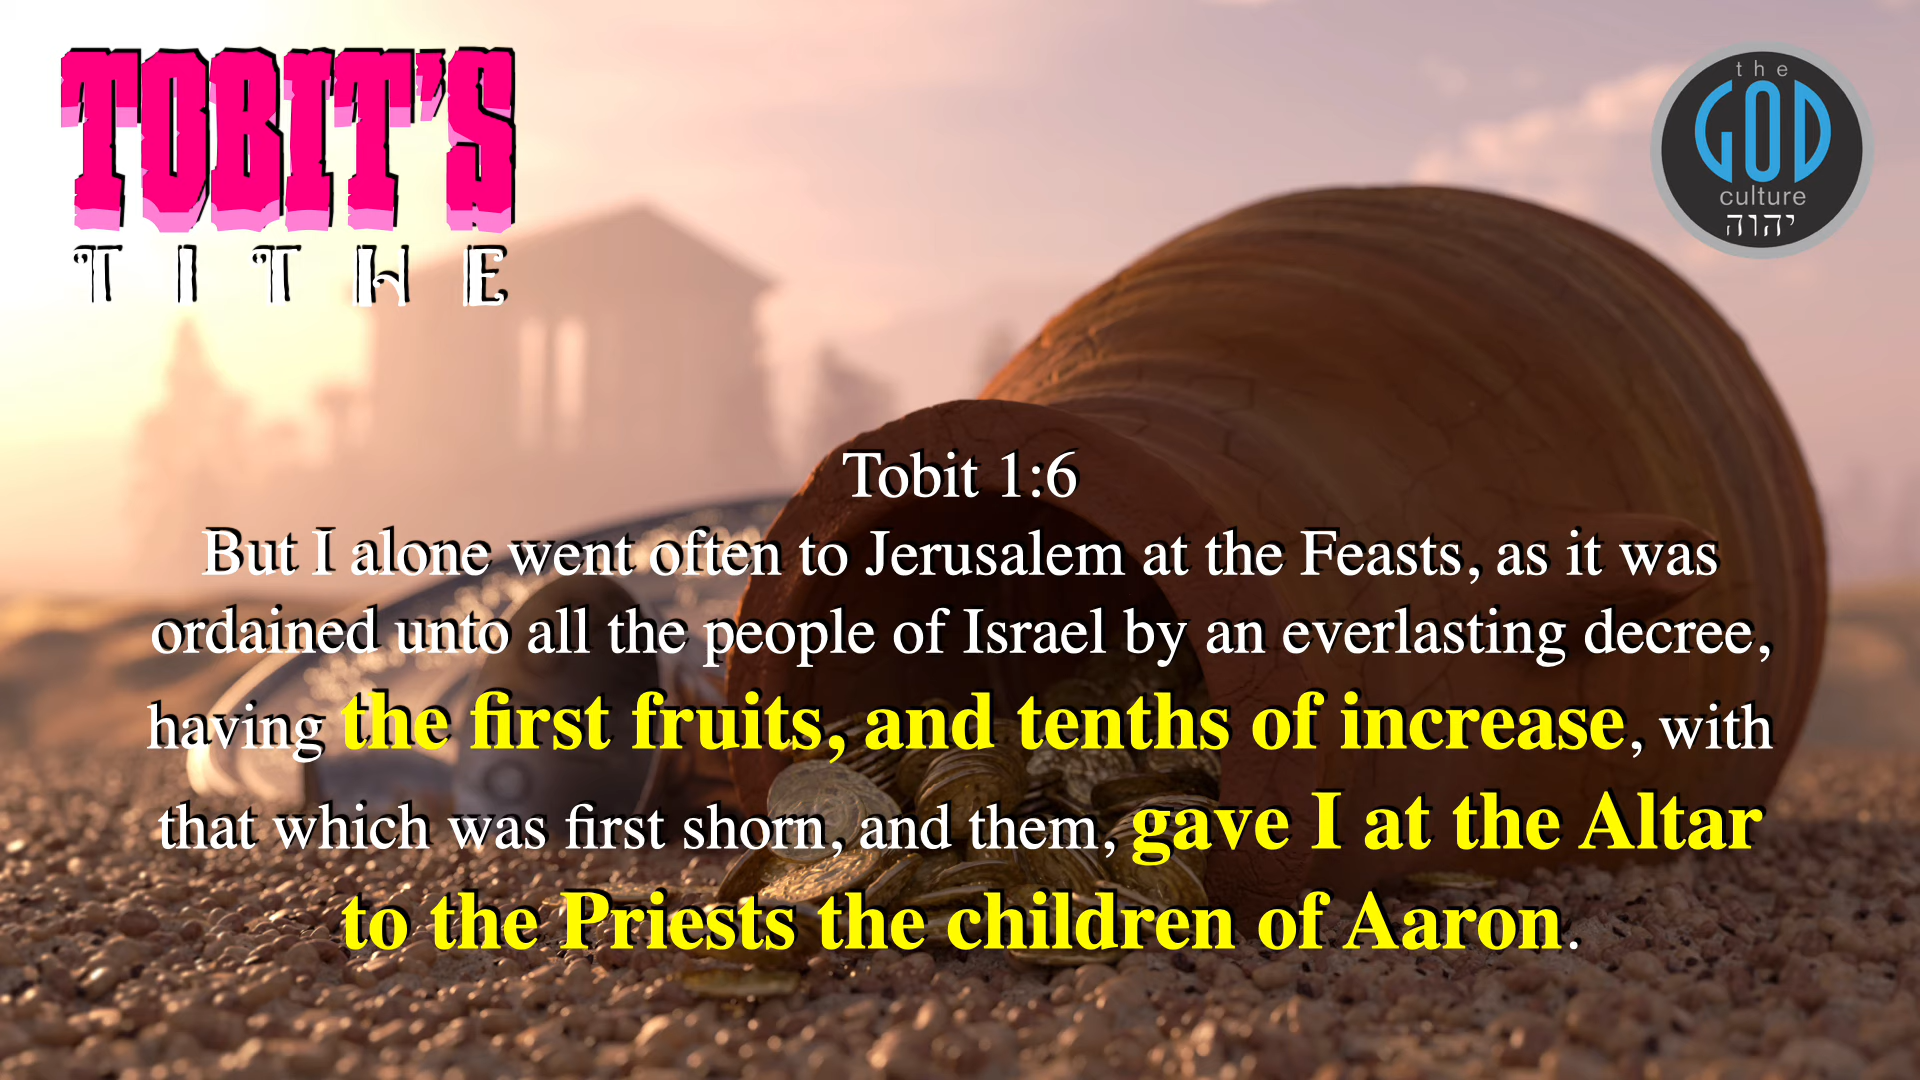 TOBIT'S
TITHE
the
GOD
culture
יהוה
Tobit 1:6
But I alone went often to Jerusalem at the Feasts, as it was
ordained unto all the people of Israel by an everlasting decree,
having the first fruits, and tenths of increase, with
that which was first shorn, and them, gave I at the Altar
to the Priests the children of Aaron.